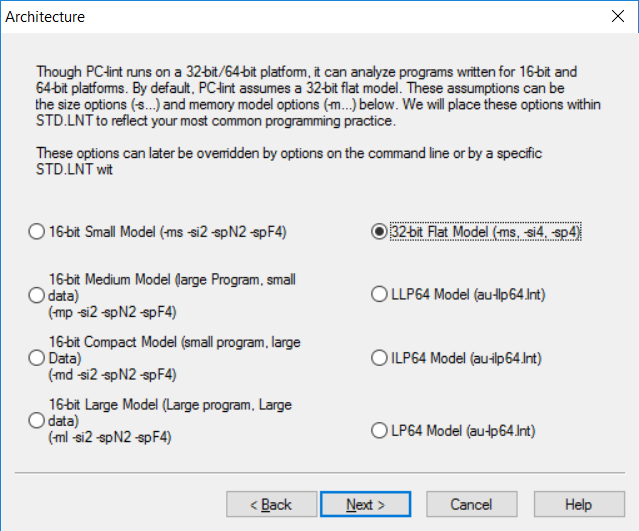 Architecture
Though PC-lint runs on a 32-bit/64-bit platform, it can analyze programs written for 16-bit and
64-bit platforms. By default, PC-lint assumes a 32-bit flat model. These assumptions can be
the size options (-s...) and memory model options (-m...) below. We will place these options within
STD.LNT to reflect your most common programming practice.
These options can later be overridden by options on the command line or by a specific
STD.LNT wit
16-bit Small Model (-ms -si2 -spN2 -spF4)
16-bit Medium Model (large Program, small
data)
(-mp -si2 -spN2 -spF4)
16-bit Compact Model (small program, large
Data)
(-md -si2 -spN2 -spF4)
16-bit Large Model (Large program, Large
data)
(-ml -si2 -spN2 -spF4)
32-bit Flat Model (-ms, -si4, -sp4)
LLP64 Model (au-llp64.lnt)
ILP64 Model (au-ilp64.lnt)
LP64 Model (au-lp64.lnt)
< Back
Next >
Cancel
Help